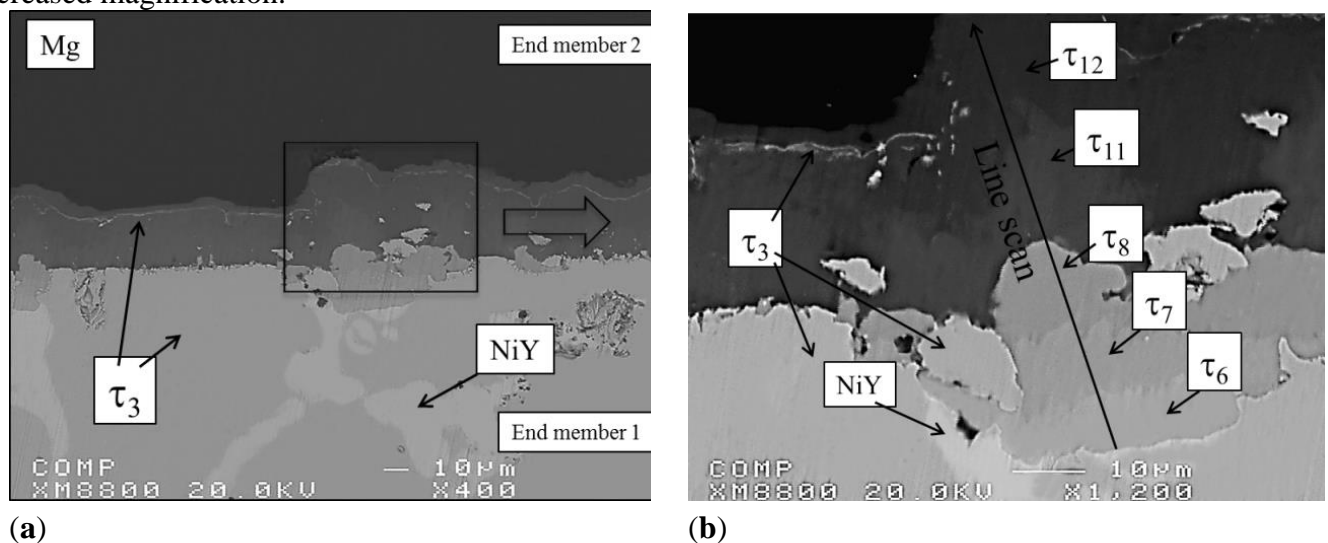 creased magnification.
Mg
End member 2
τ3
NiY
End member 1
COMP 10μm
XM8800 20.0KV X400
(a)
τ12
τ11
Line scan
τ8
τ3
τ7
NiY
τ6
COMP 10μm
XM8800 20.0KV X1,200
(b)